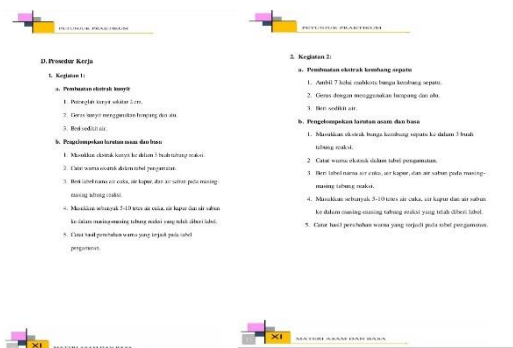 PETUNJUK PRAKTIKUM
D. Prosedur Kerja
1. Kegiatan 1:
a. Pembuatan ekstrak kunyit
1. Potonglah kunyit sekitar 2 cm.
2. Gerus kunyit menggunakan lumpang dan alu.
3. Beri sedikit air.
b. Pengelompokan larutan asam dan basa
1. Masukkan ekstrak kunyit ke dalam 3 buah tabung reaksi.
2. Catat warna ekstrak dalam tabel pengamatan.
3. Beri label nama air cuka, air kapur, dan air sabun pada masing-
masing tabung reaksi.
4. Masukkan sebanyak 5-10 tetes air cuka, air kapur dan air sabun
ke dalam masing-masing tabung reaksi yang telah diberi label.
5. Catat hasil perubahan warna yang terjadi pada tabel
pengamatan.
XI MATERI ASAM DAN BASA
PETUNJUK PRAKTIKUM
2. Kegiatan 2:
a. Pembuatan ekstrak kembang sepatu
1. Ambil 7 helai mahkota bunga kembang sepatu.
2. Gerus dengan menggunakan lumpang dan alu.
3. Beri sedikit air.
b. Pengelompokan larutan asam dan basa
1. Masukkan ekstrak bunga kembang sepatu ke dalam 3 buah
tabung reaksi.
2. Catat warna ekstrak dalam tabel pengamatan.
3. Beri label nama air cuka, air kapur, dan air sabun pada masing-
masing tabung reaksi.
4. Masukkan sebanyak 5-10 tetes air cuka, air kapur dan air sabun
ke dalam masing-masing tabung reaksi yang telah diberi label.
5. Catat hasil perubahan warna yang terjadi pada tabel pengamatan.
XI MATERI ASAM DAN BASA